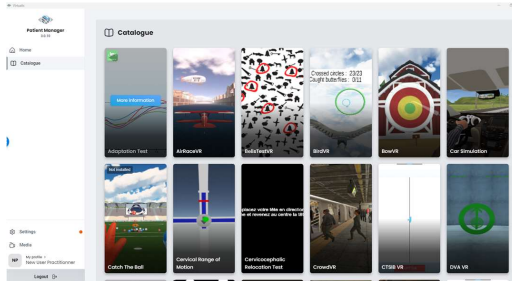 Patient Manager
Home
Catalogue
Settings
Media
NP
My profile
New User Practitionner
Logout
Catalogue
More information
Adaptation Test
AirRaceVR
BellsTestVR
Crossed circles : 23/23
Caught butterflies : 0/11
BirdVR
BowVR
Car Simulation
Not installed
Catch The Ball
Cervical Range of
Motion
placez votre tête en direction
e et revenez au centre la tê
Cervicocephalic
Relocation Test
CrowdVR
CTSIB VR
DVA VR